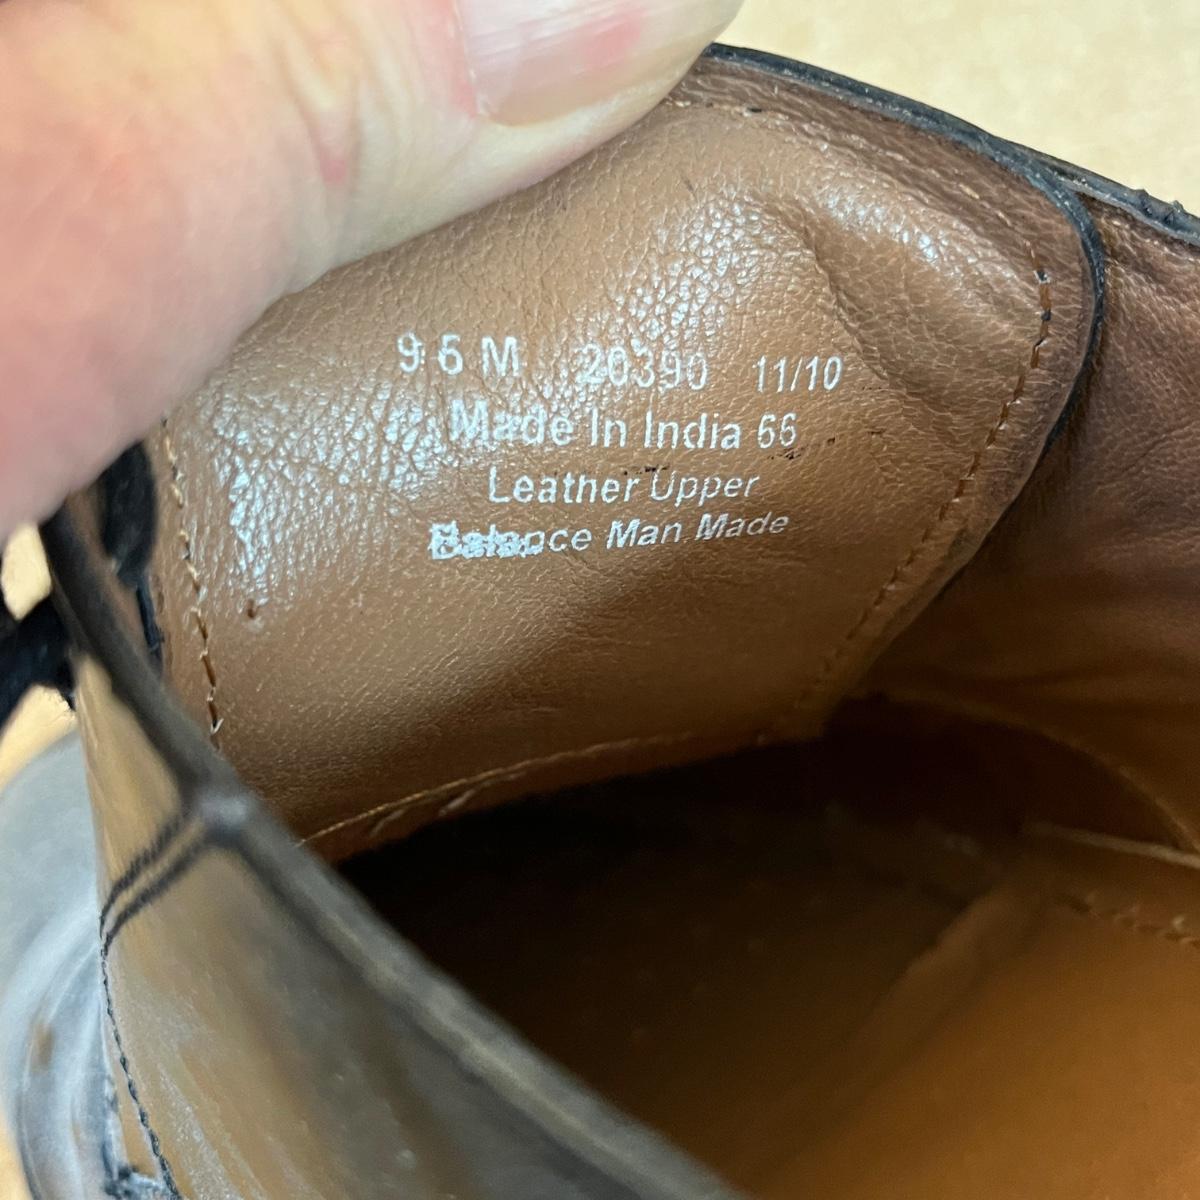 9.5 M 20390 11/10
Made In India 66
Leather Upper
Balance Man Made